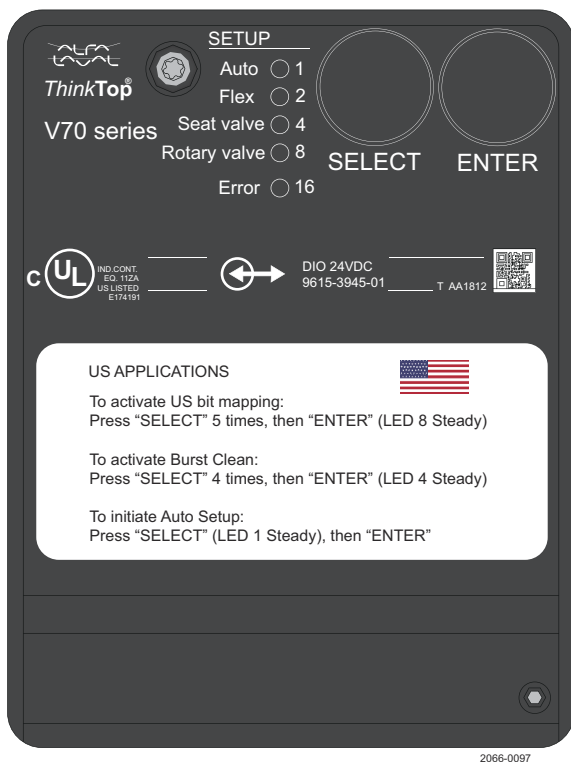 ALFA
LAVAL
ThinkTop®
V70 series
SETUP
Auto 1
Flex 2
Seat valve 4
Rotary valve 8
Error 16
SELECT
ENTER
C UL IND.CONT.
EQ. 11ZA
US LISTED
E174191
DIO 24VDC
9615-3945-01
T AA1812
US APPLICATIONS
To activate US bit mapping:
Press “SELECT” 5 times, then “ENTER” (LED 8 Steady)
To activate Burst Clean:
Press “SELECT” 4 times, then “ENTER” (LED 4 Steady)
To initiate Auto Setup:
Press “SELECT” (LED 1 Steady), then “ENTER”
2066-0097